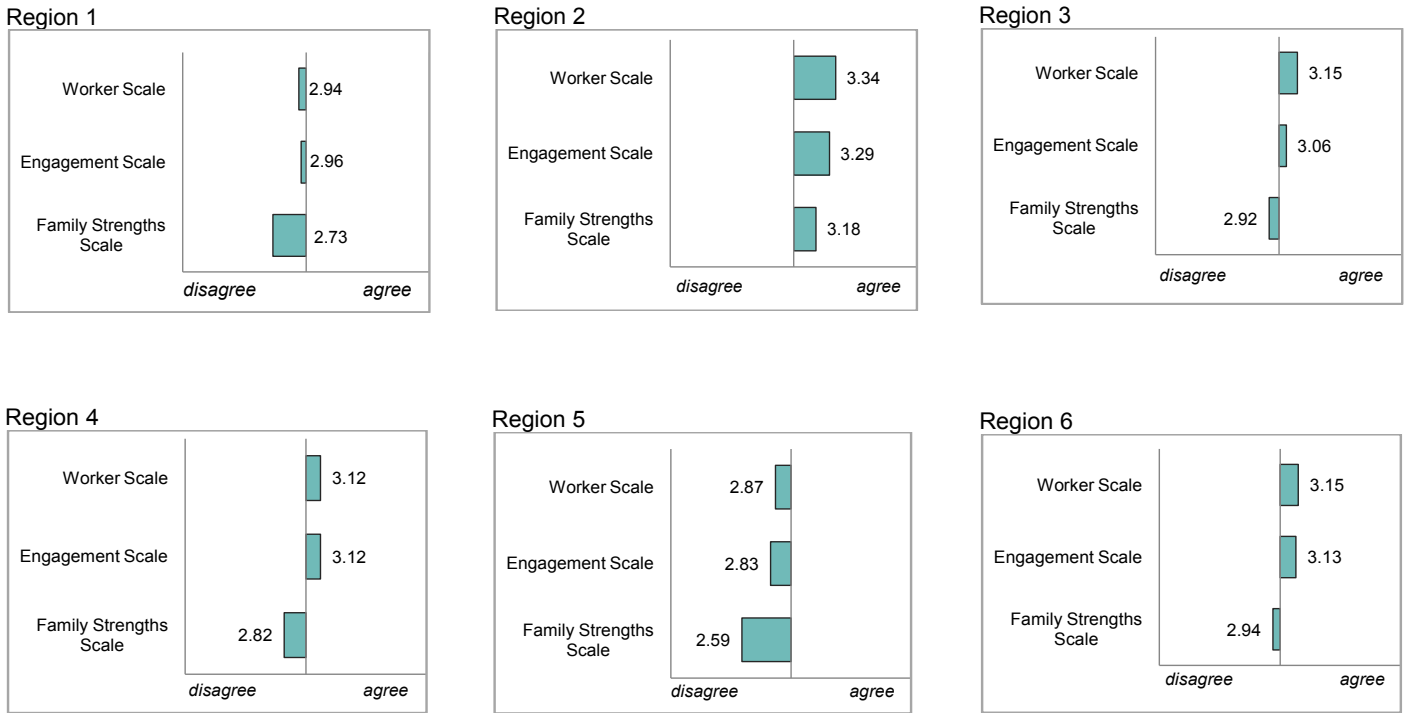 Region 1
Worker Scale
2.94
Engagement Scale
2.96
Family Strengths
Scale
2.73
disagree
agree
Region 2
Worker Scale
3.34
Engagement Scale
3.29
Family Strengths
Scale
3.18
disagree
agree
Region 3
Worker Scale
3.15
Engagement Scale
3.06
Family Strengths
Scale
2.92
disagree
agree
Region 4
Worker Scale
3.12
Engagement Scale
3.12
Family Strengths
Scale
2.82
disagree
agree
Region 5
Worker Scale
2.87
Engagement Scale
2.83
Family Strengths
Scale
2.59
disagree
agree
Region 6
Worker Scale
3.15
Engagement Scale
3.13
Family Strengths
Scale
2.94
disagree
agree